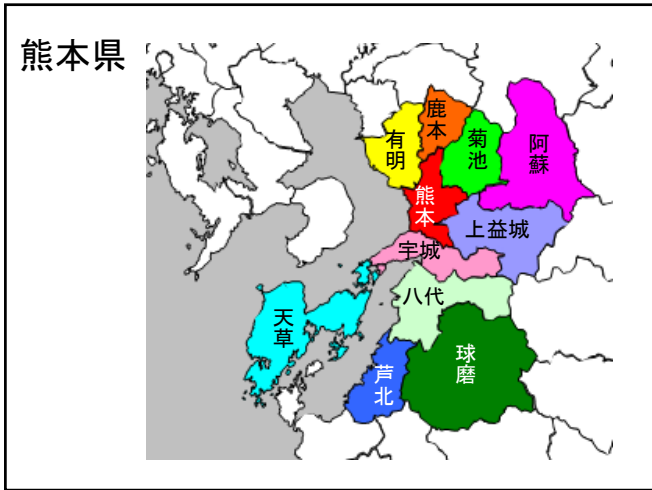 熊本県
鹿本
有明
菊池
阿蘇
熊本
上益城
宇城
八代
天草
球磨
芦北